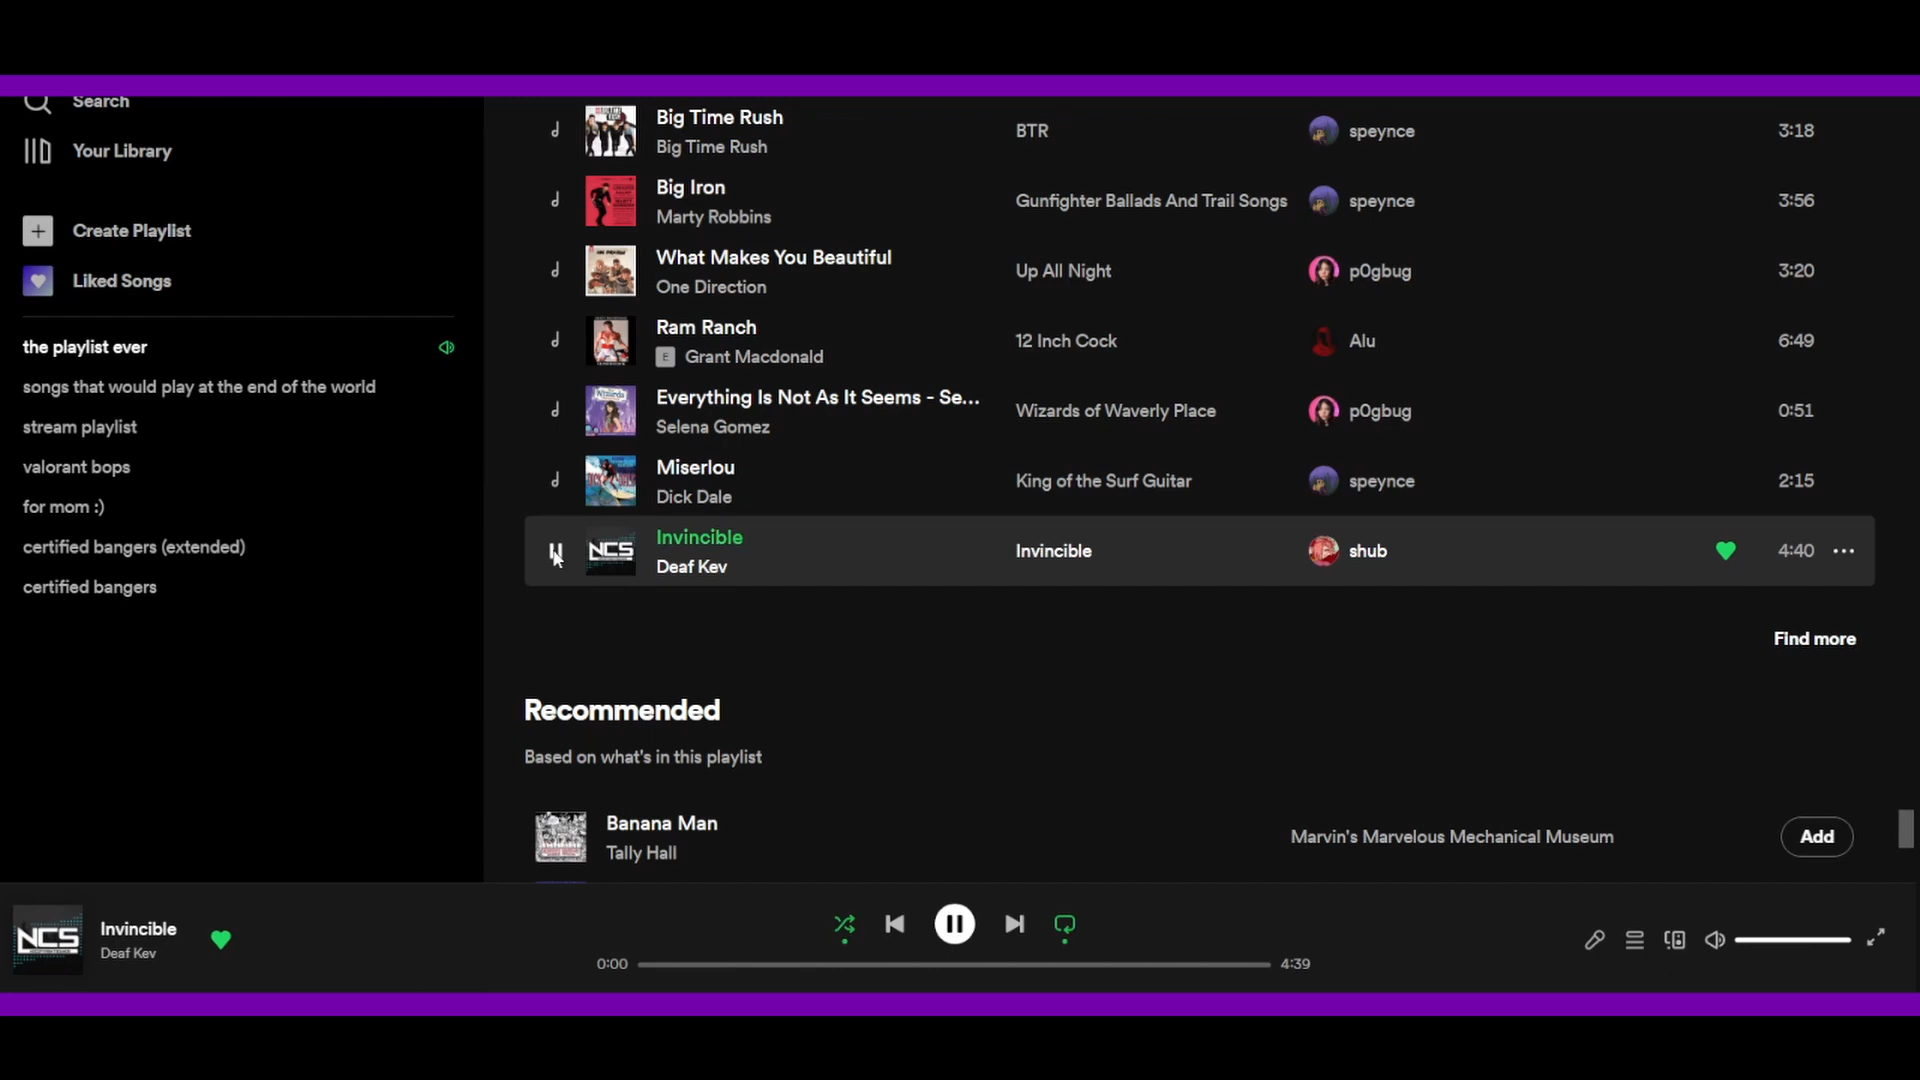 Search
Your Library
Create Playlist
Liked Songs
the playlist ever
songs that would play at the end of the world
stream playlist
valorant bops
for mom :)
certified bangers (extended)
certified bangers
Big Time Rush
Big Time Rush
BTR
speynce
3:18
Big Iron
Marty Robbins
Gunfighter Ballads And Trail Songs
speynce
3:56
What Makes You Beautiful
One Direction
Up All Night
p0gbug
3:20
Ram Ranch
E Grant Macdonald
12 Inch Cock
Alu
6:49
Everything Is Not As It Seems - Se...
Selena Gomez
Wizards of Waverly Place
p0gbug
0:51
Miserlou
Dick Dale
King of the Surf Guitar
speynce
2:15
NCS
Invincible
Deaf Kev
Invincible
shub
4:40
Find more
Recommended
Based on what's in this playlist
Banana Man
Tally Hall
Marvin's Marvelous Mechanical Museum
Add
NCS
Invincible
Deaf Kev
0:00
4:39